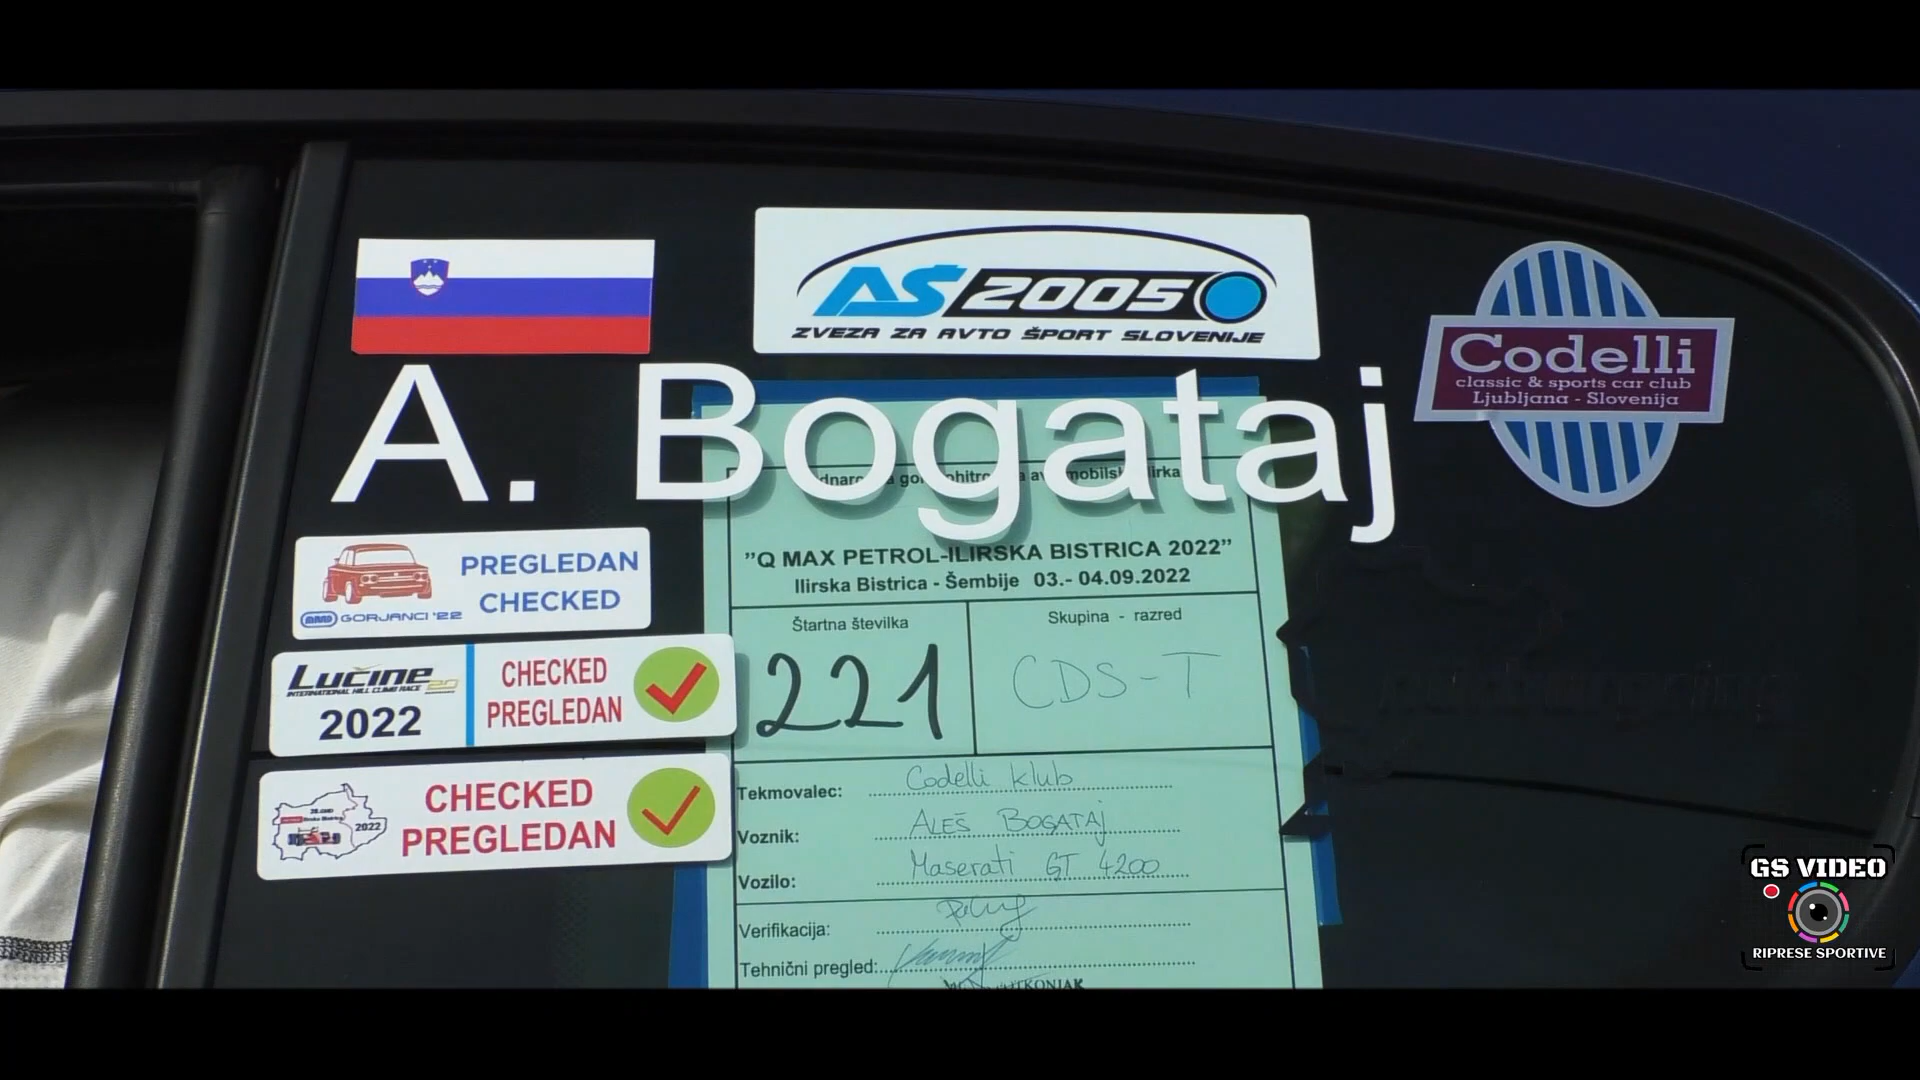 AŠ 2005
ZVEZA ZA AVTO ŠPORT SLOVENIJE
Codelli
classic & sports car club
Ljubljana - Slovenija
A. Bogataj
PREGLEDAN
CHECKED
GORJANCI '22
Lučine
INTERNATIONAL HILL CLIMB RACE
2022
CHECKED
PREGLEDAN
2022
CHECKED
PREGLEDAN
"Q MAX PETROL-ILIRSKA BISTRICA 2022"
Ilirska Bistrica - Šembije 03.- 04.09.2022
Štartna številka
Skupina - razred
221
CDS-T
Tekmovalec: Codelli klub
Voznik: ALEŠ BOGATAJ
Vozilo: Maserati GT 4200
Verifikacija:
Tehnični pregled:
GS VIDEO
RIPRESE SPORTIVE